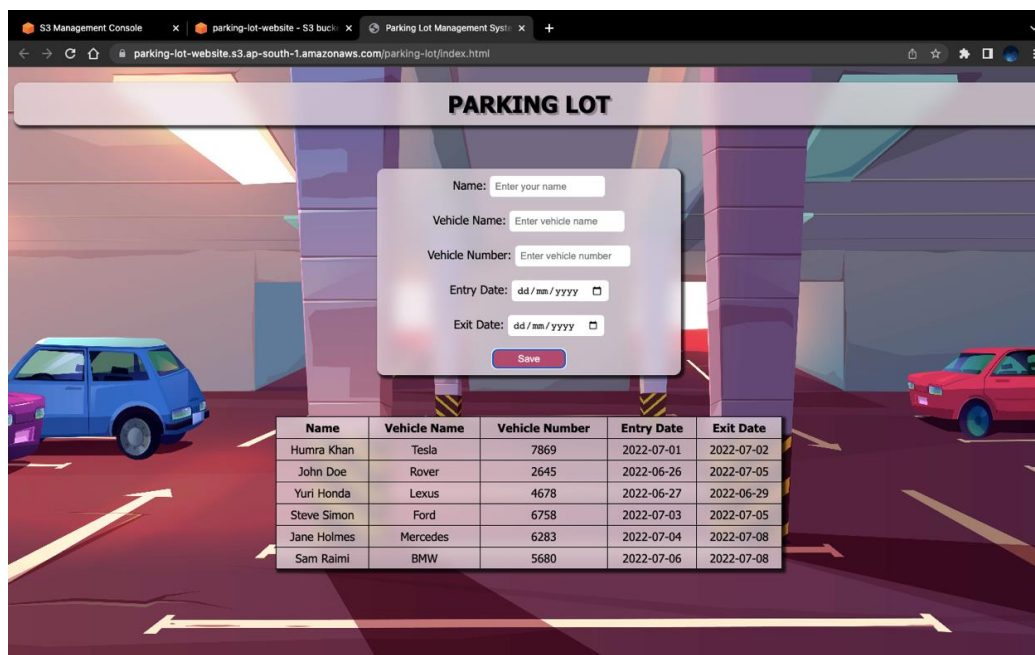 S3 Management Console
parking-lot-website - S3 buck
Parking Lot Management Syste
parking-lot-website.s3.ap-south-1.amazonaws.com/parking-lot/index.html
PARKING LOT
Name: Enter your name
Vehicle Name: Enter vehicle name
Vehicle Number: Enter vehicle number
Entry Date: dd/mm/yyyy
Exit Date: dd/mm/yyyy
Save
Name Vehicle Name Vehicle Number Entry Date Exit Date
Humra Khan Tesla 7869 2022-07-01 2022-07-02
John Doe Rover 2645 2022-06-26 2022-07-05
Yuri Honda Lexus 4678 2022-06-27 2022-06-29
Steve Simon Ford 6758 2022-07-03 2022-07-05
Jane Holmes Mercedes 6283 2022-07-04 2022-07-08
Sam Raimi BMW 5680 2022-07-06 2022-07-08